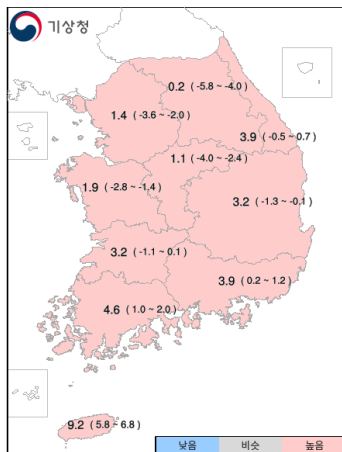 기상청
0.2 ( -5.8 ~ -4.0)
1.4 ( -3.6 ~ -2.0)
3.9 ( -0.5 ~ 0.7)
1.1 ( -4.0 ~ -2.4)
1.9 ( -2.8 ~ -1.4)
3.2 ( -1.3 ~ -0.1)
3.2 ( -1.1 ~ 0.1)
3.9 ( 0.2 ~ 1.2)
4.6 ( 1.0 ~ 2.0)
9.2 ( 5.8 ~ 6.8)
낮음 비슷 높음